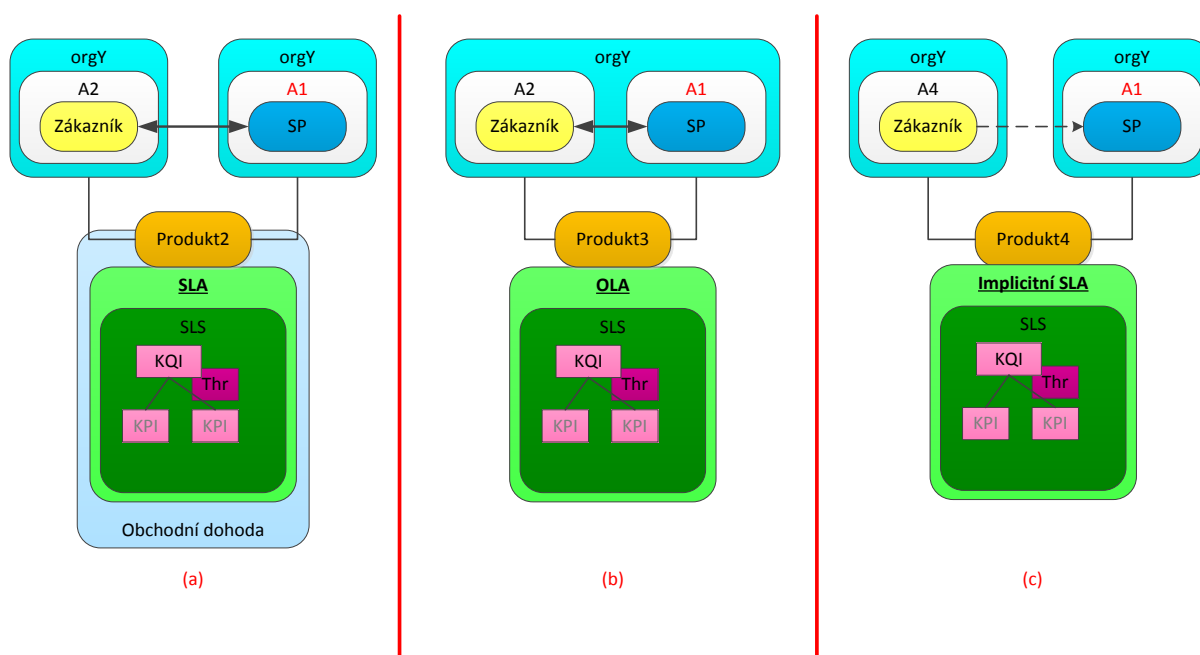 orgY
orgY
A2
A1
Zákazník
SP
Produkt2
SLA
SLS
KQI
Thr
KPI
KPI
Obchodní dohoda
(a)
orgY
A2
A1
Zákazník
SP
Produkt3
OLA
SLS
KQI
Thr
KPI
KPI
(b)
orgY
orgY
A4
A1
Zákazník
SP
Produkt4
Implicitní SLA
SLS
KQI
Thr
KPI
KPI
(c)